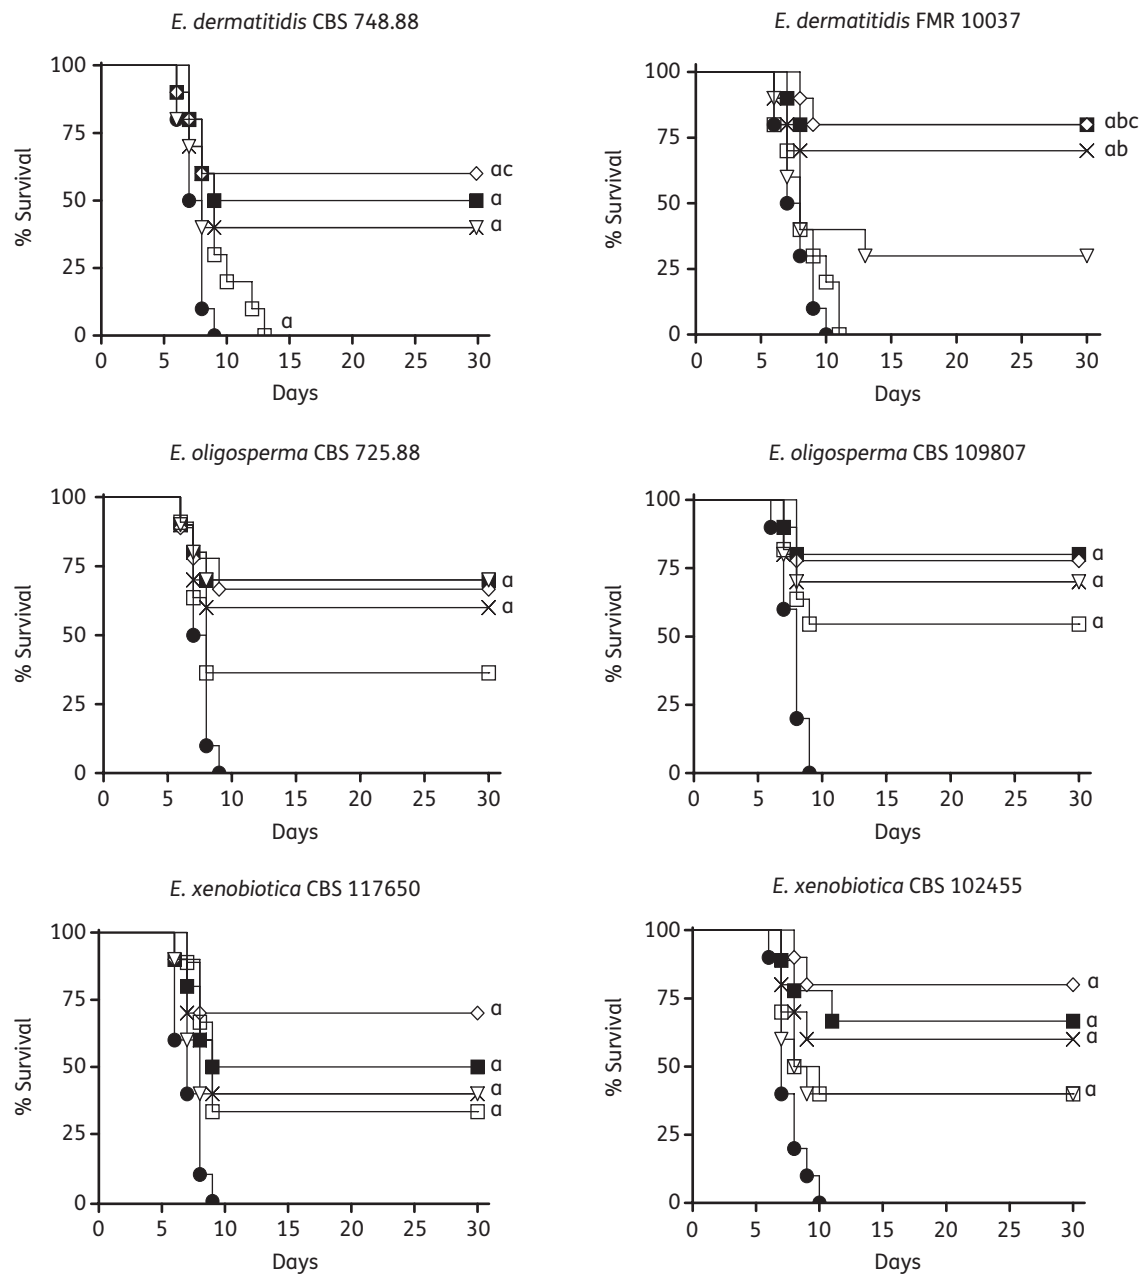 E. dermatitidis CBS 748.88
100
75
50
25
0
% Survival
ac
a
a
a
0 5 10 15 20 25 30
Days
E. dermatitidis FMR 10037
100
75
50
25
0
% Survival
abc
ab
0 5 10 15 20 25 30
Days
E. oligosperma CBS 725.88
100
75
50
25
0
% Survival
a
a
0 5 10 15 20 25 30
Days
E. oligosperma CBS 109807
100
75
50
25
0
% Survival
a
a
a
0 5 10 15 20 25 30
Days
E. xenobiotica CBS 117650
100
75
50
25
0
% Survival
a
a
a
a
0 5 10 15 20 25 30
Days
E. xenobiotica CBS 102455
100
75
50
25
0
% Survival
a
a
a
a
0 5 10 15 20 25 30
Days